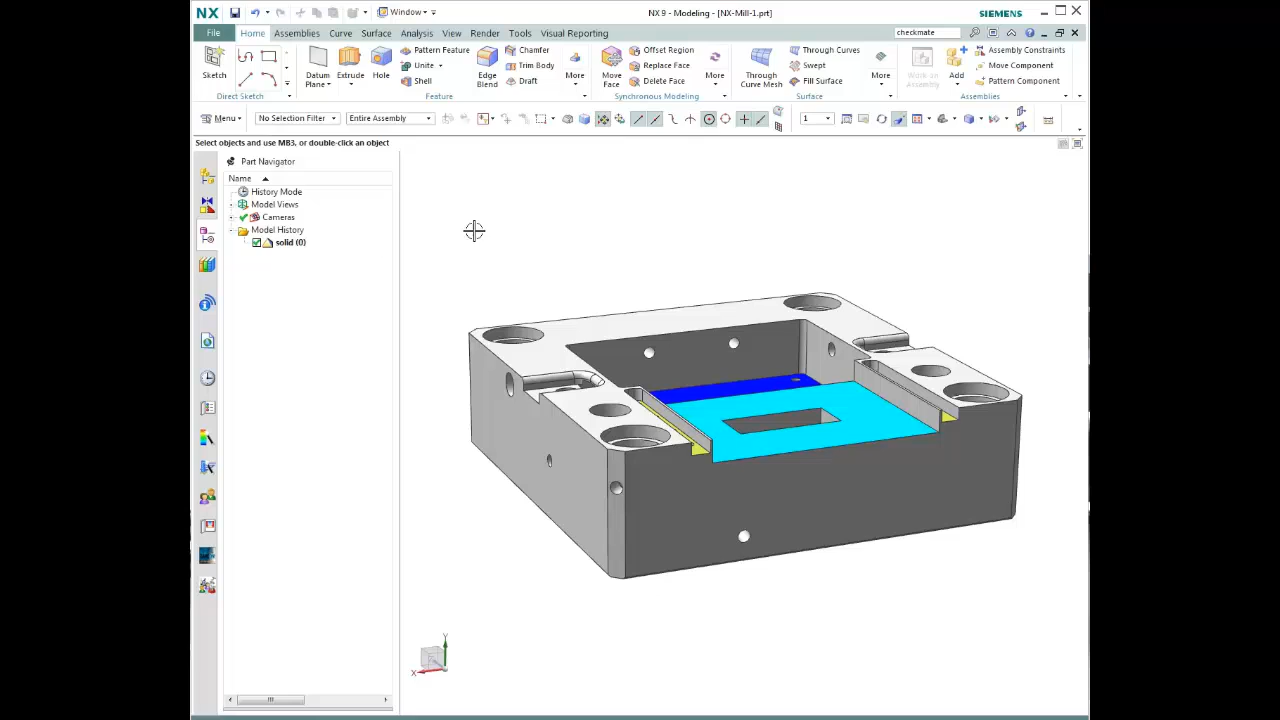 NX
Window
NX 9 - Modeling - [NX-Mill-1.prt]
SIEMENS
File
Home
Assemblies
Curve
Surface
Analysis
View
Render
Tools
Visual Reporting
checkmate
Sketch
Direct Sketch
Datum Plane
Extrude
Hole
Pattern Feature
Unite
Shell
Edge Blend
Chamfer
Trim Body
Draft
More
Feature
Move Face
Offset Region
Replace Face
Delete Face
More
Synchronous Modeling
Through Curve Mesh
Through Curves
Swept
Fill Surface
More
Surface
Work on Assembly
Add
Assembly Constraints
Move Component
Pattern Component
Assemblies
Menu
No Selection Filter
Entire Assembly
1
Select objects and use MB3, or double-click an object
Part Navigator
Name
History Mode
Model Views
Cameras
Model History
solid (0)
Y
X